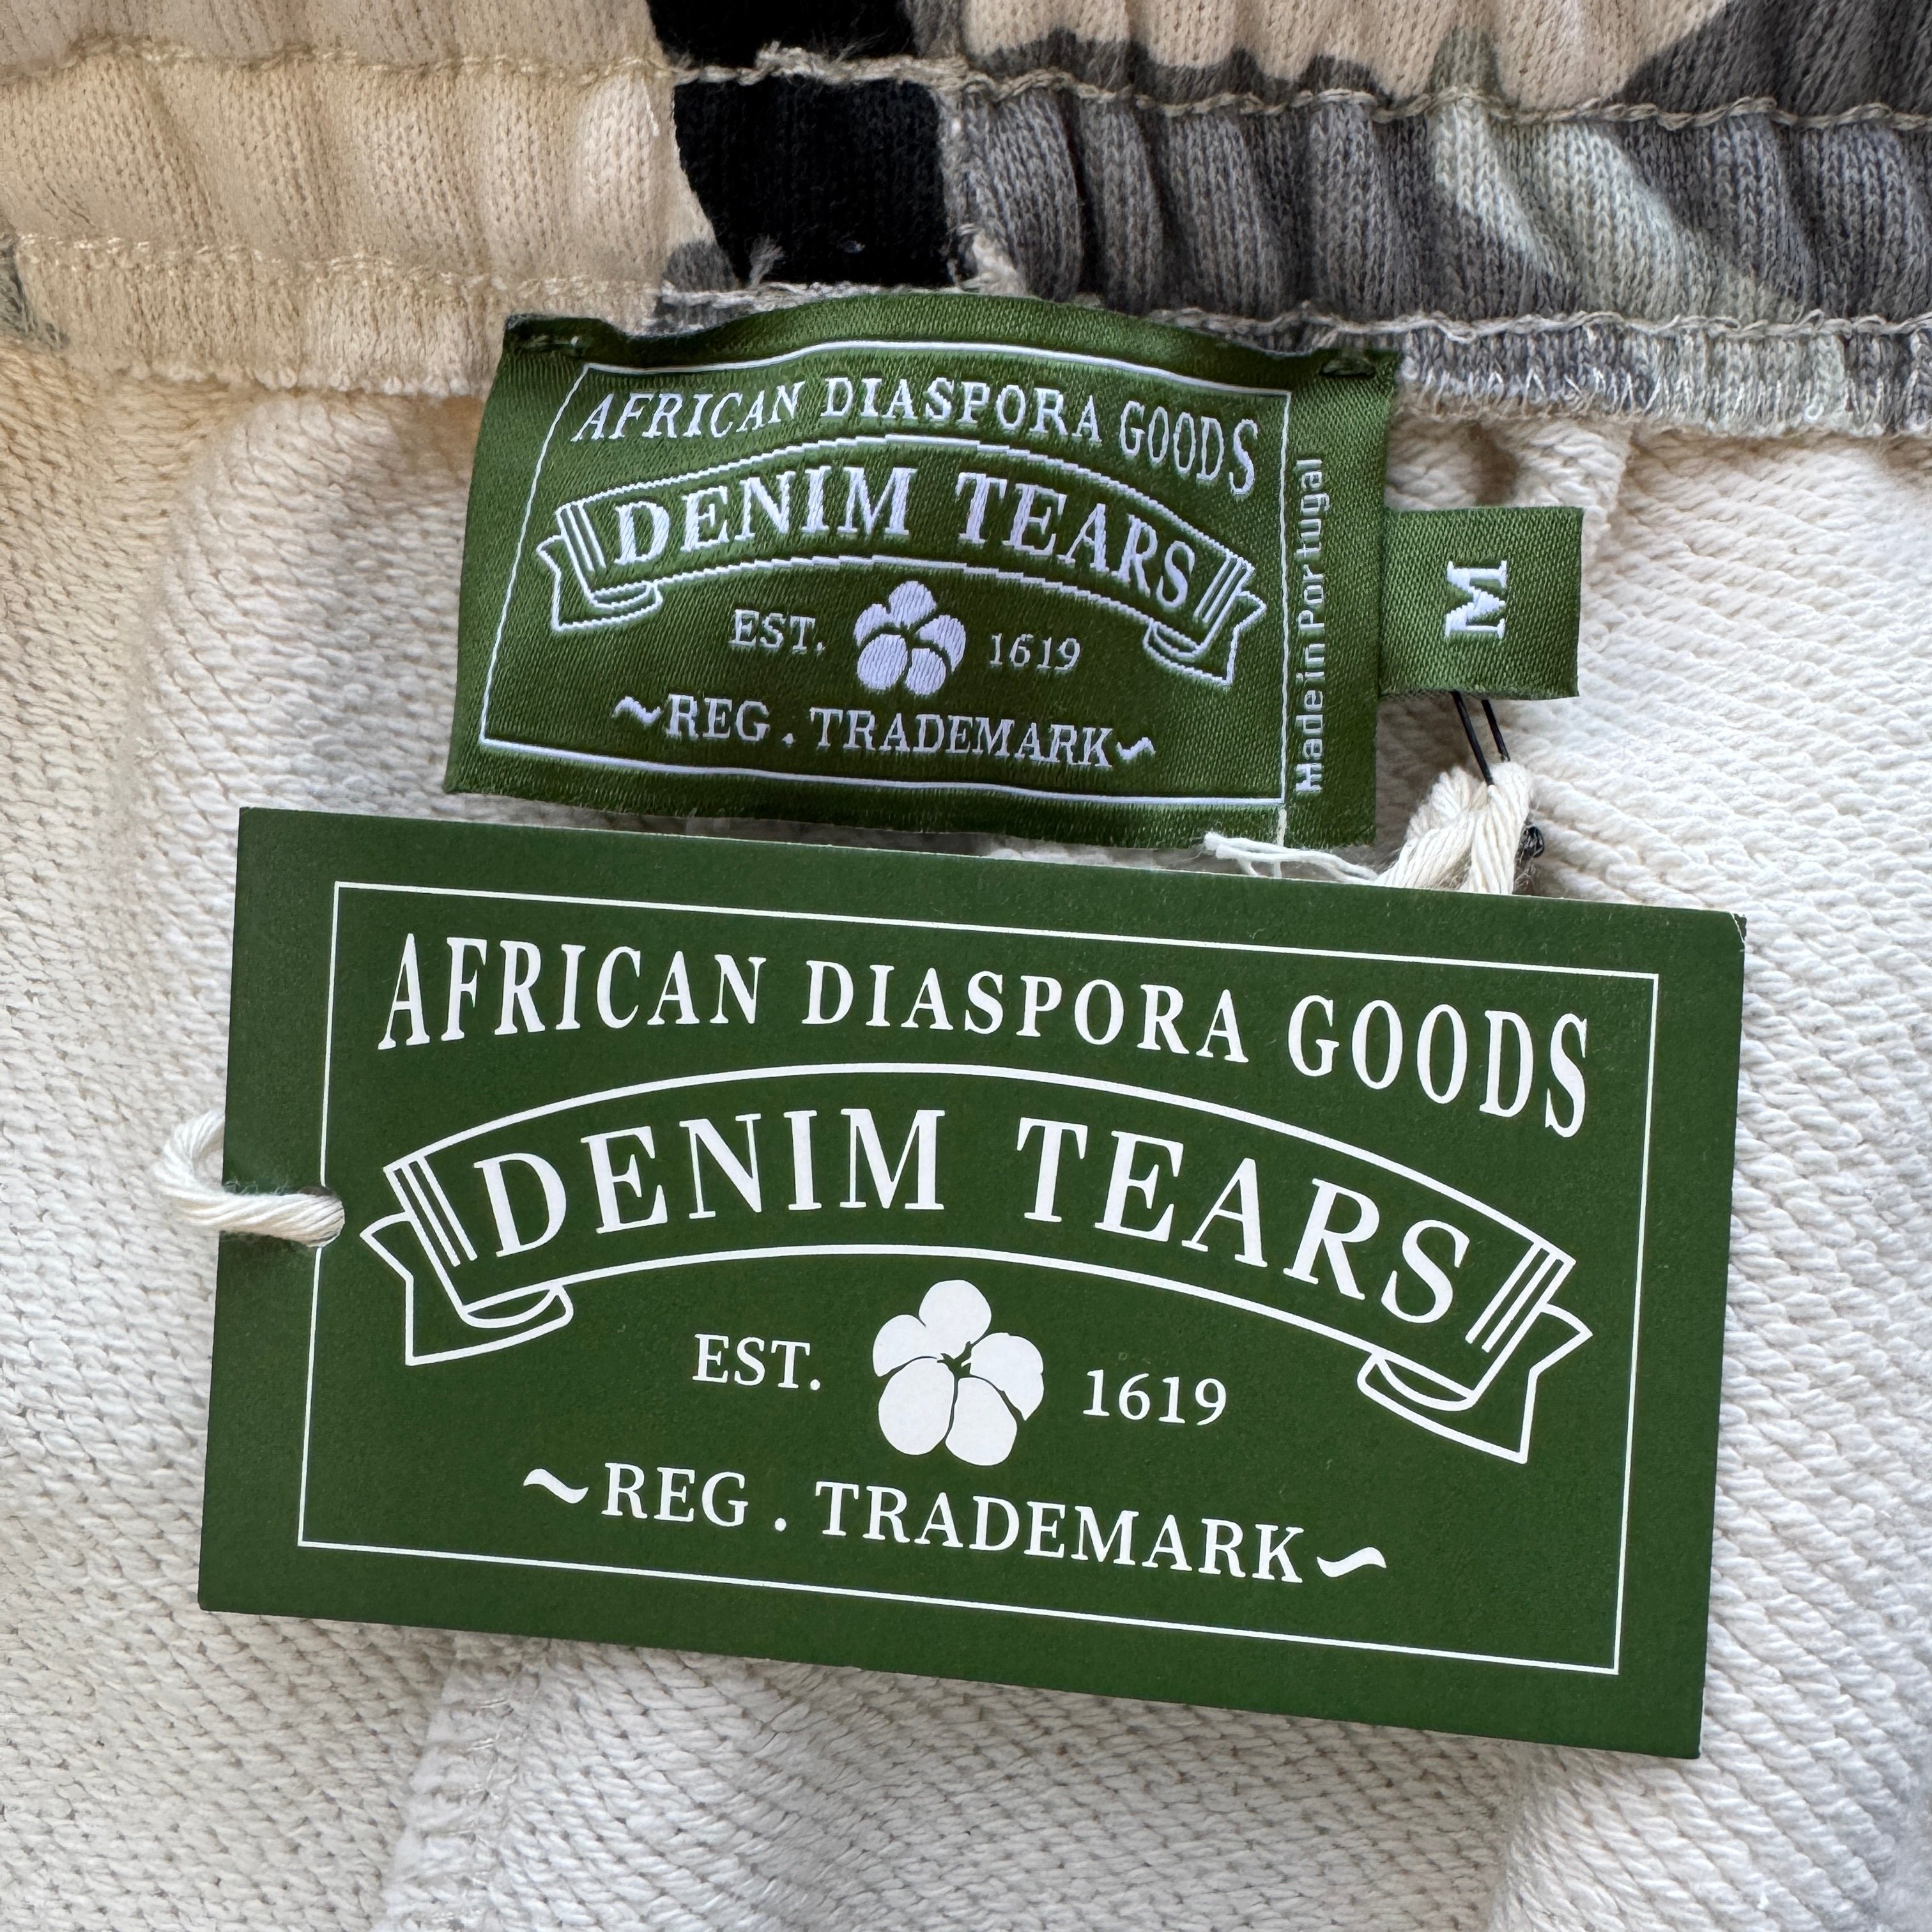 AFRICAN DIASPORA GOODS
DENIM TEARS
EST. 1619
~REG . TRADEMARK~
Made in Portugal
M
AFRICAN DIASPORA GOODS
DENIM TEARS
EST. 1619
~REG . TRADEMARK~